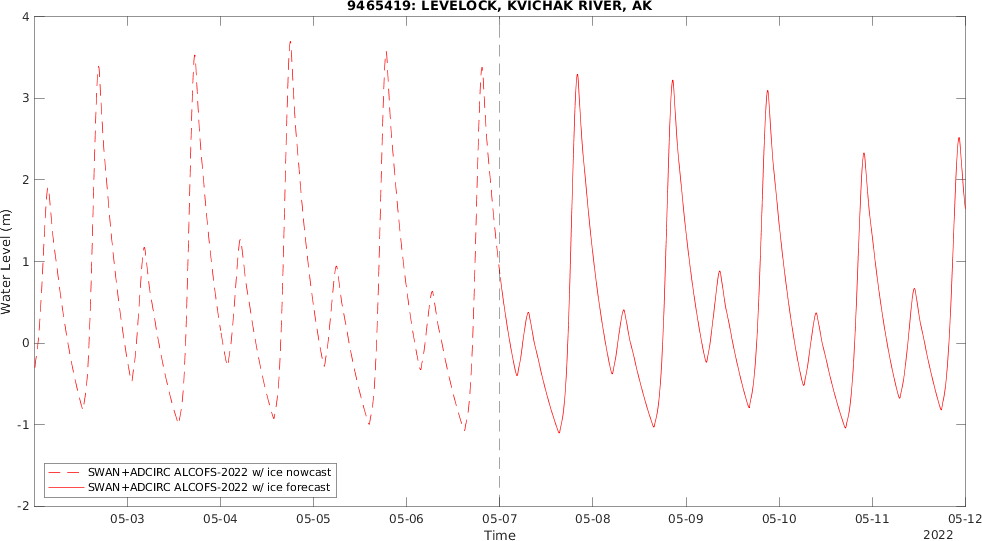 9465419: LEVELOCK, KVICHAK RIVER, AK
4
3
2
1
0
-1
-2
Water Level (m)
SWAN+ADCIRC ALCOFS-2022 w/ ice nowcast
SWAN+ADCIRC ALCOFS-2022 w/ ice forecast
05-03 05-04 05-05 05-06 05-07 05-08 05-09 05-10 05-11 05-12
Time
2022